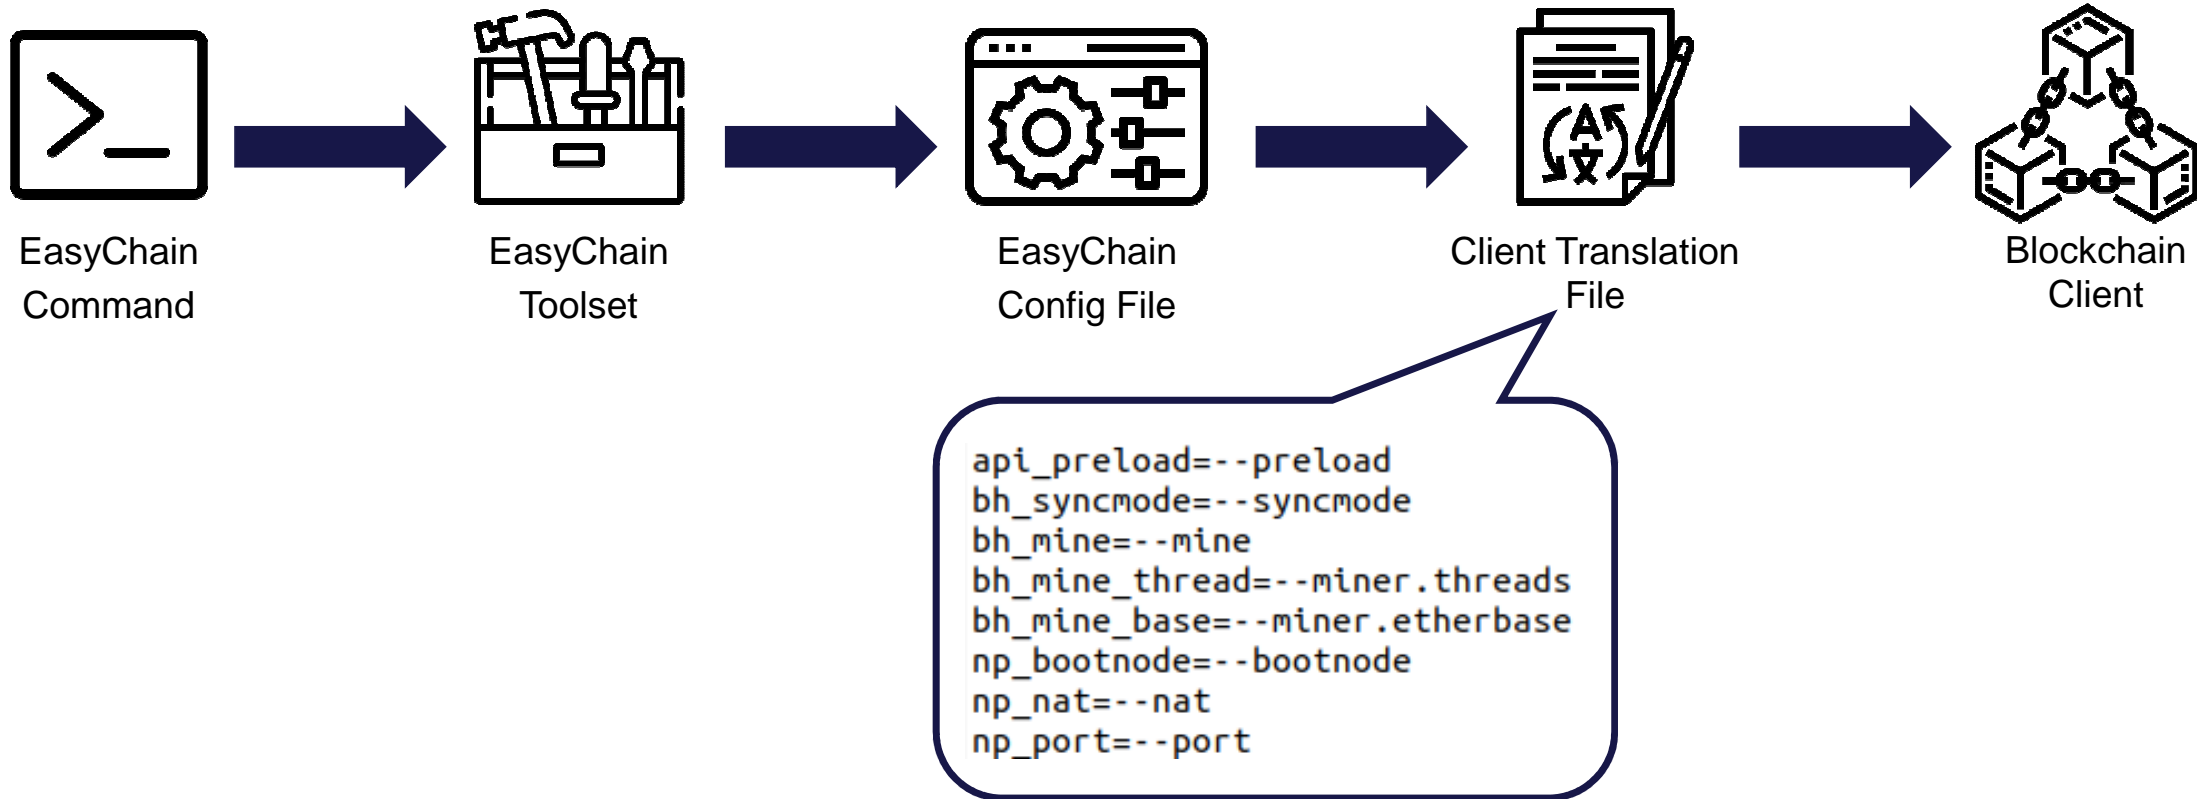 EasyChain
Command
EasyChain
Toolset
EasyChain
Config File
Client Translation
File
Blockchain
Client
api_preload=--preload
bh_syncmode=--syncmode
bh_mine=--mine
bh_mine_thread=--miner.threads
bh_mine_base=--miner.etherbase
np_bootnode=--bootnode
np_nat=--nat
np_port=--port